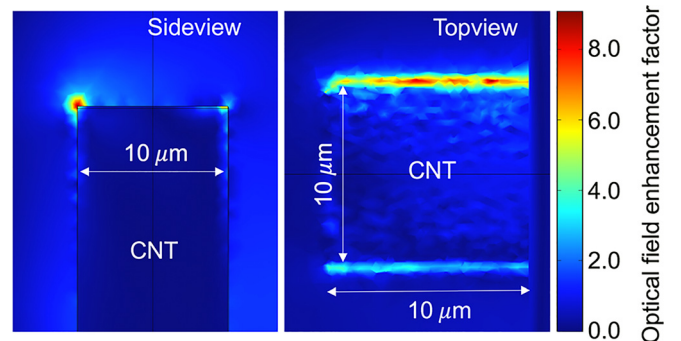 Sideview
10 μm
CNT
Topview
10 μm
CNT
10 μm
8.0
6.0
4.0
2.0
0.0
Optical field enhancement factor